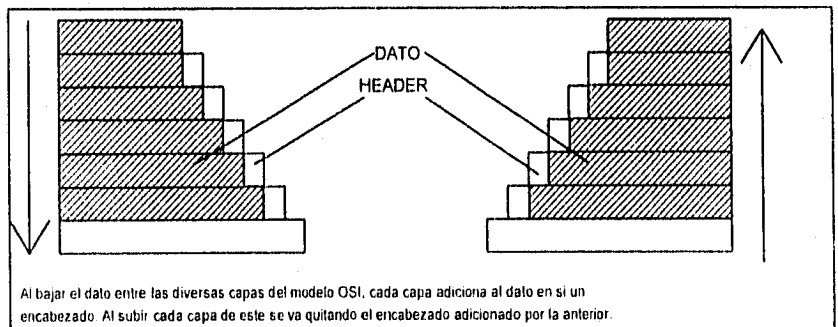 DATO
HEADER
Al bajar el dato entre las diversas capas del modelo OSI, cada capa adiciona al dato en si un
encabezado. Al subir cada capa de este se va quitando el encabezado adicionado por la anterior.